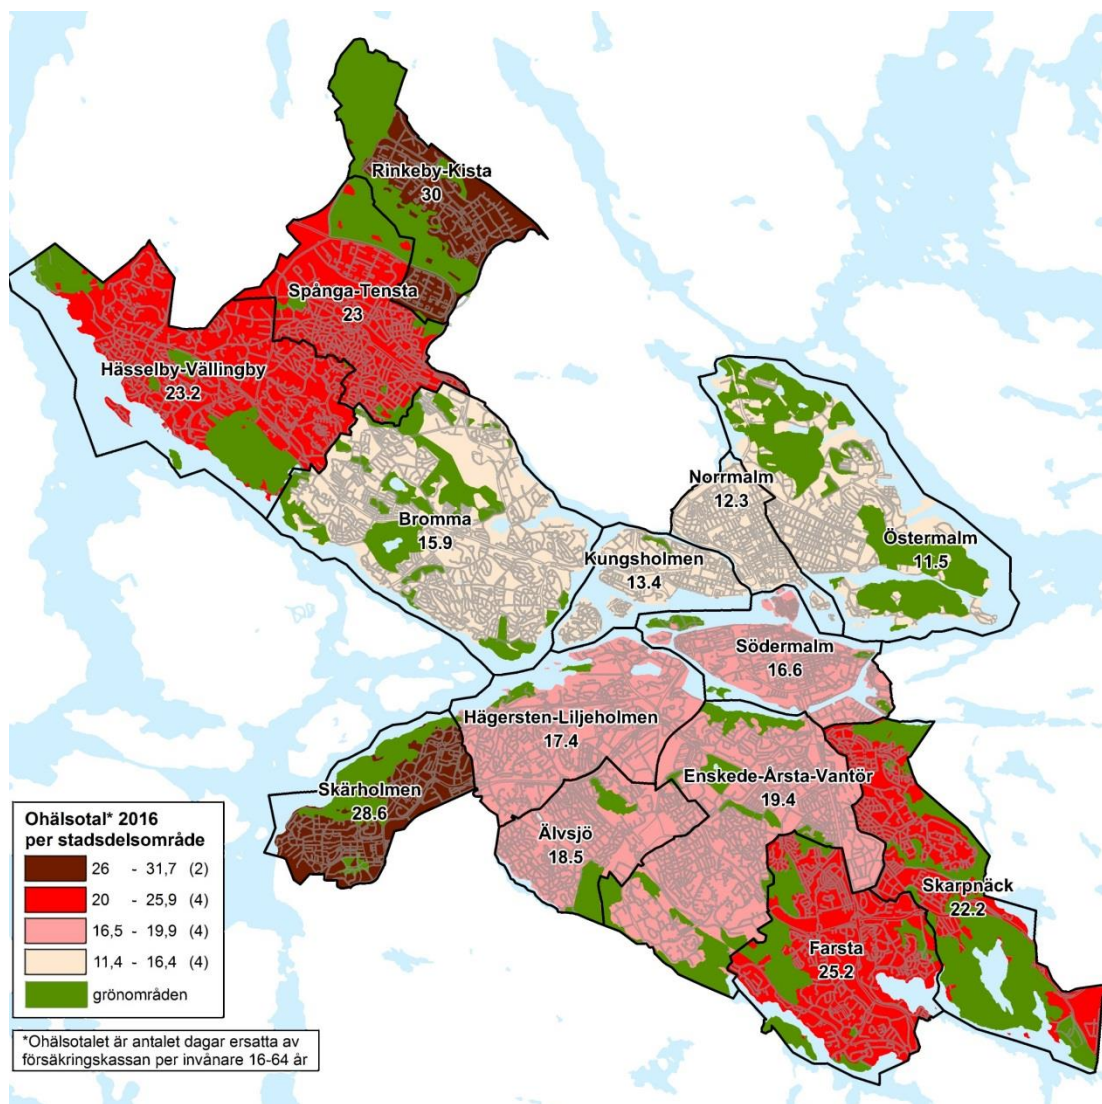 Rinkeby-Kista
30
Spånga-Tensta
23
Hässelby-Vällingby
23.2
Bromma
15.9
Norrmalm
12.3
Östermalm
11.5
Kungsholmen
13.4
Södermalm
16.6
Hägersten-Liljeholmen
17.4
Enskede-Årsta-Vantör
19.4
Skärholmen
28.6
Älvsjö
18.5
Skarpnäck
22.2
Farsta
25.2
Ohälsotal* 2016
per stadsdelsområde
26 - 31,7 (2)
20 - 25,9 (4)
16,5 - 19,9 (4)
11,4 - 16,4 (4)
grönområden
*Ohälsotalet är antalet dagar ersatta av
försäkringskassan per invånare 16-64 år